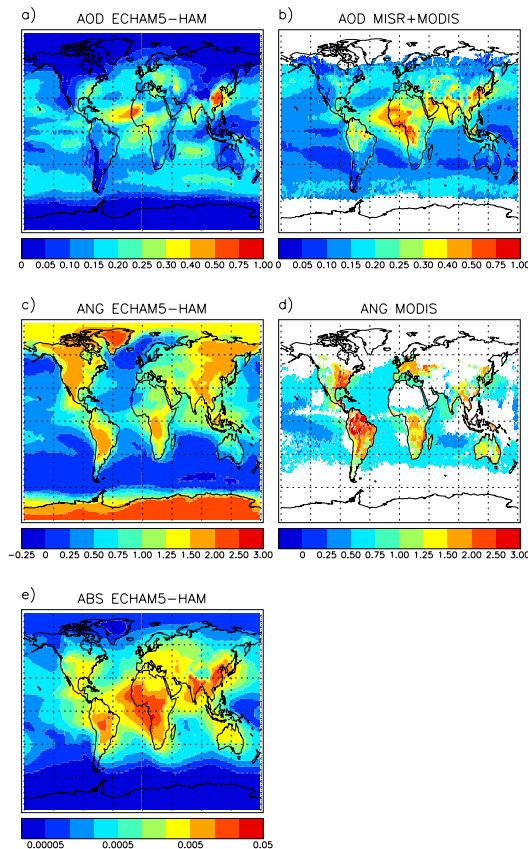 a) AOD ECHAM5-HAM
b) AOD MISR+MODIS
0 0.05 0.10 0.15 0.20 0.25 0.30 0.40 0.50 0.75 1.00
0 0.05 0.10 0.15 0.20 0.25 0.30 0.40 0.50 0.75 1.00
c) ANG ECHAM5-HAM
d) ANG MODIS
-0.25 0 0.25 0.50 0.75 1.00 1.25 1.50 2.00 2.50 3.00
0 0.25 0.50 0.75 1.00 1.25 1.50 2.00 2.50 3.00
e) ABS ECHAM5-HAM
0.00005 0.0005 0.005 0.05